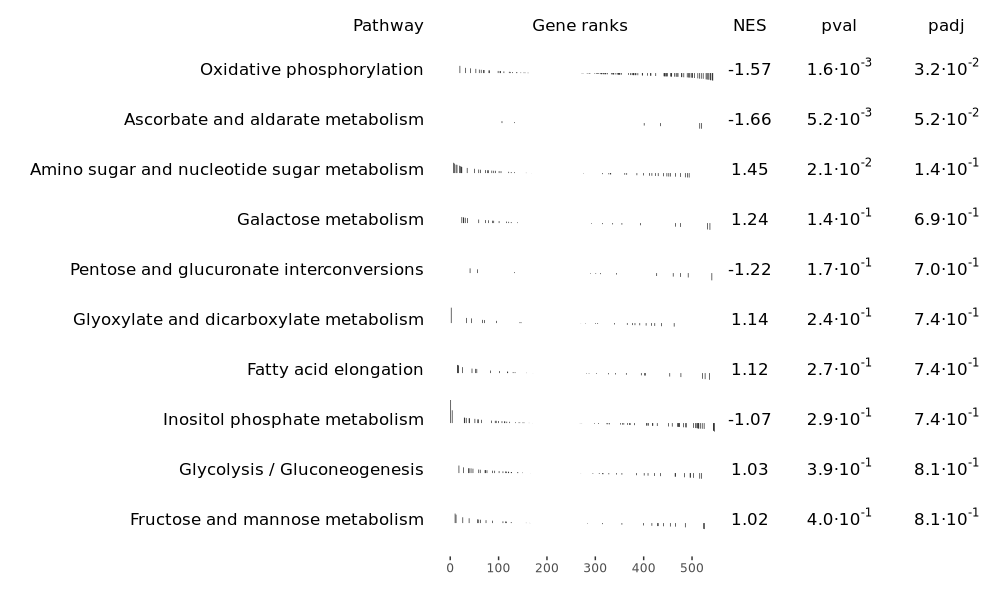 Pathway Gene ranks NES pval padj
Oxidative phosphorylation -1.57 1.6·10⁻³ 3.2·10⁻²
Ascorbate and aldarate metabolism -1.66 5.2·10⁻³ 5.2·10⁻²
Amino sugar and nucleotide sugar metabolism 1.45 2.1·10⁻² 1.4·10⁻¹
Galactose metabolism 1.24 1.4·10⁻¹ 6.9·10⁻¹
Pentose and glucuronate interconversions -1.22 1.7·10⁻¹ 7.0·10⁻¹
Glyoxylate and dicarboxylate metabolism 1.14 2.4·10⁻¹ 7.4·10⁻¹
Fatty acid elongation 1.12 2.7·10⁻¹ 7.4·10⁻¹
Inositol phosphate metabolism -1.07 2.9·10⁻¹ 7.4·10⁻¹
Glycolysis / Gluconeogenesis 1.03 3.9·10⁻¹ 8.1·10⁻¹
Fructose and mannose metabolism 1.02 4.0·10⁻¹ 8.1·10⁻¹
0 100 200 300 400 500